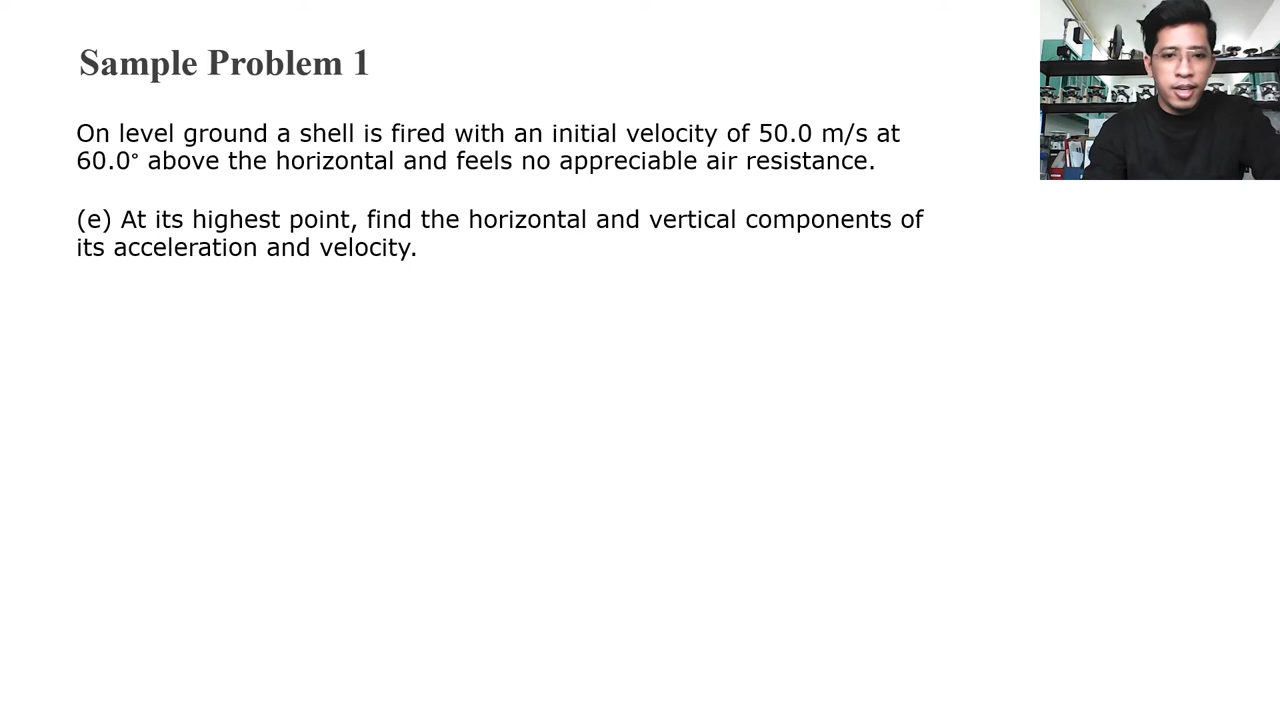 Sample Problem 1
On level ground a shell is fired with an initial velocity of 50.0 m/s at
60.0° above the horizontal and feels no appreciable air resistance.
(e) At its highest point, find the horizontal and vertical components of
its acceleration and velocity.